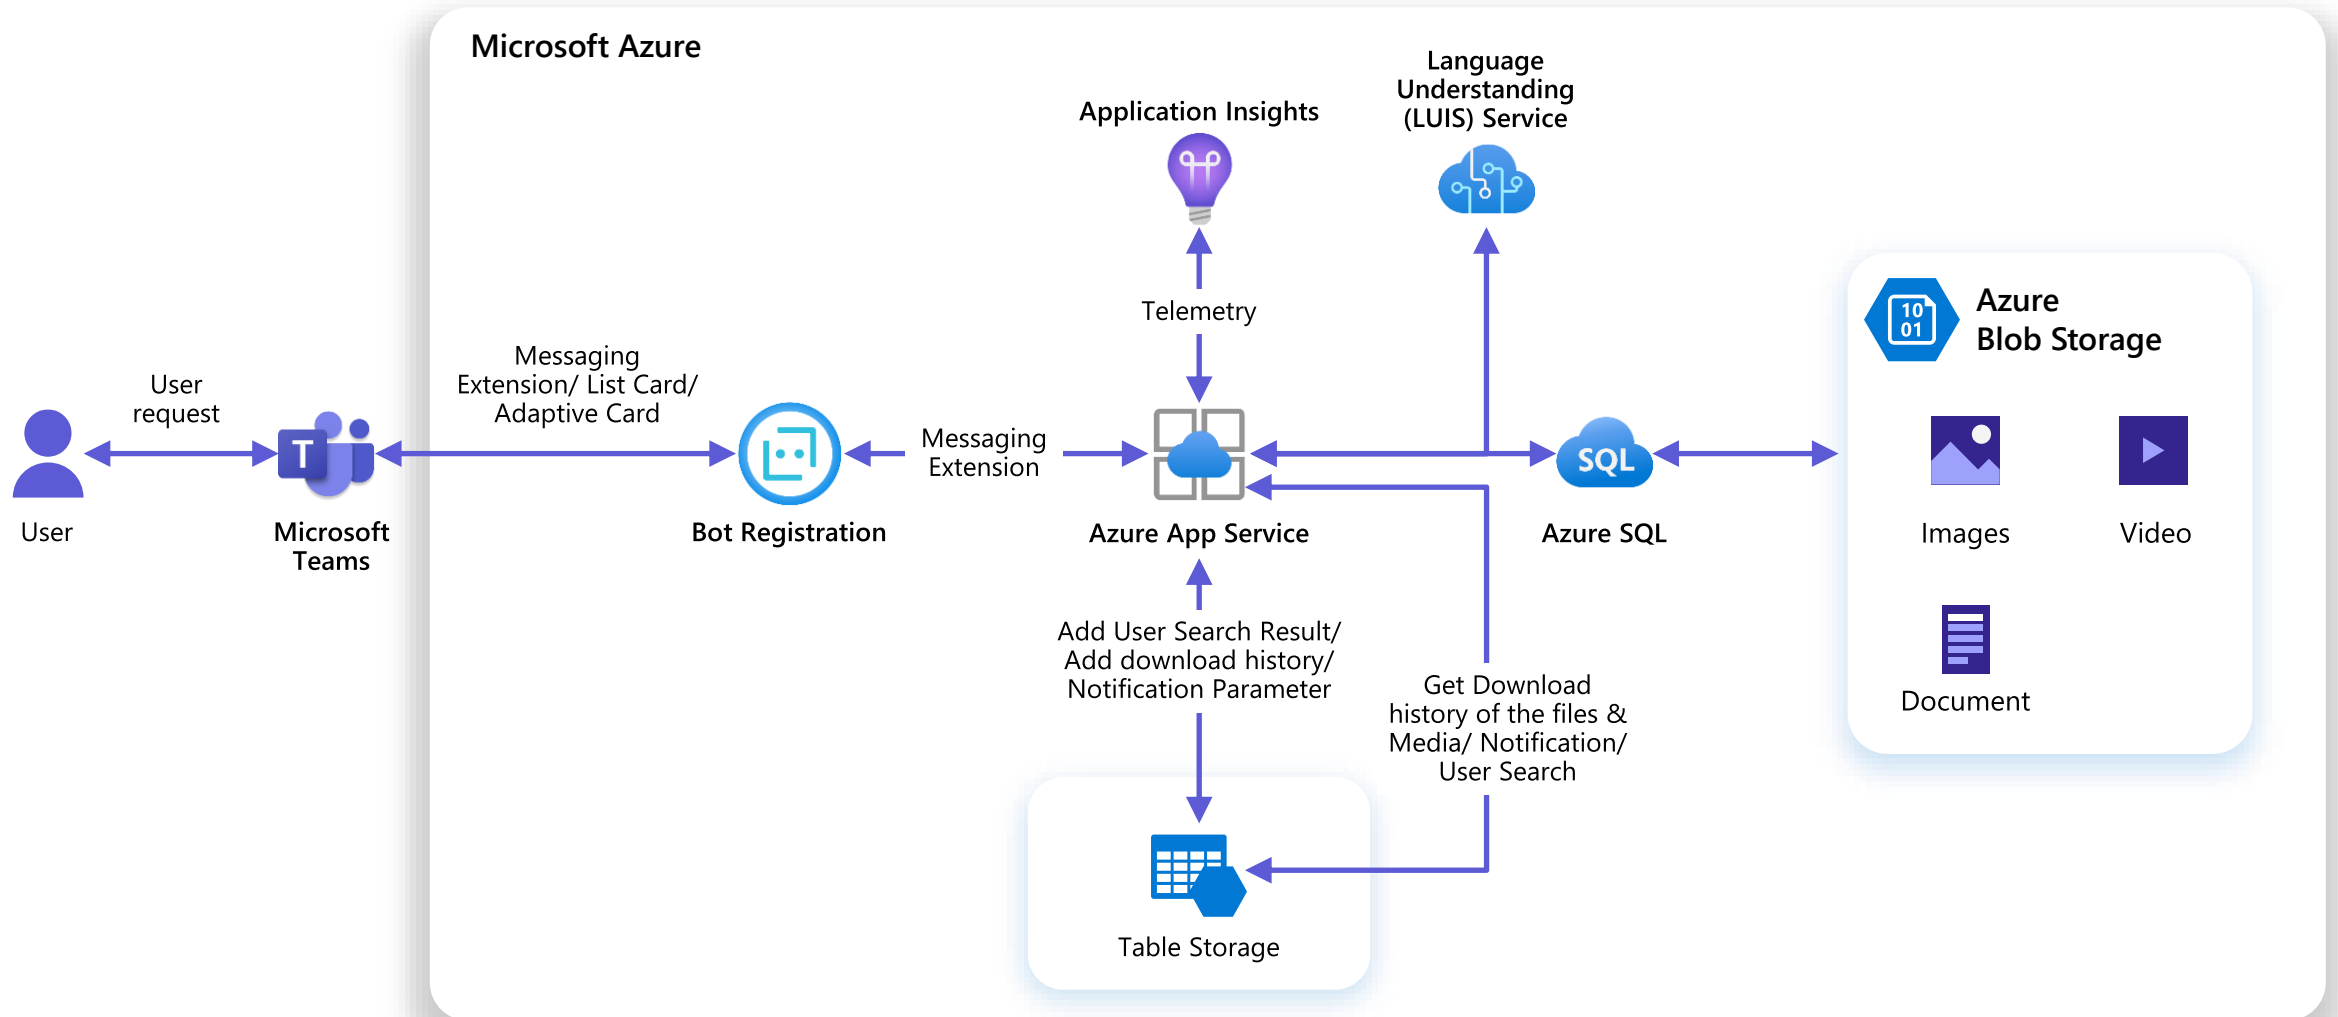 Microsoft Azure
Language
Understanding
(LUIS) Service
Application Insights
Telemetry
Azure
Blob Storage
10
01
Messaging
Extension/ List Card/
Adaptive Card
User
request
T
Messaging
Extension
SQL
User
Microsoft
Teams
Bot Registration
Azure App Service
Azure SQL
Images
Video
Add User Search Result/
Add download history/
Notification Parameter
Get Download
history of the files &
Media/ Notification/
User Search
Document
Table Storage